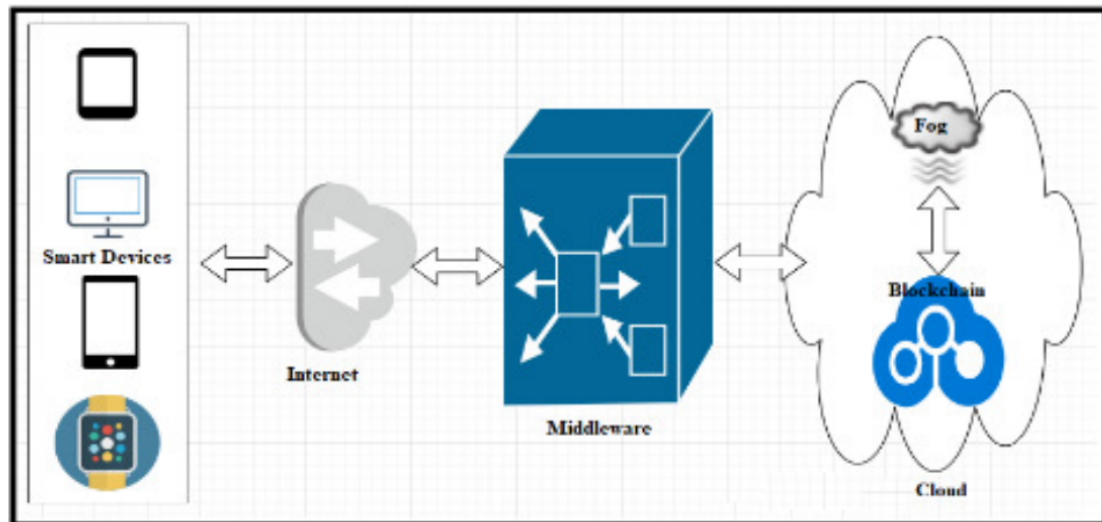 Fog
Smart Devices
Blockchain
Internet
Middleware
Cloud